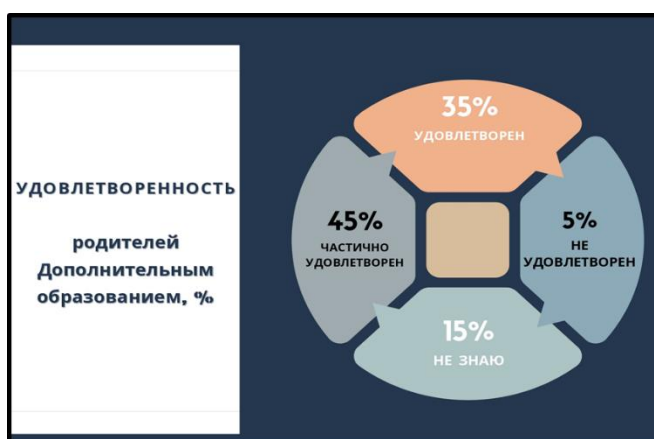 УДОВЛЕТВОРЕННОСТЬ
родителей
Дополнительным
образованием, %
35%
УДОВЛЕТВОРЕН
45%
ЧАСТИЧНО
УДОВЛЕТВОРЕН
5%
НЕ
УДОВЛЕТВОРЕН
15%
НЕ ЗНАЮ